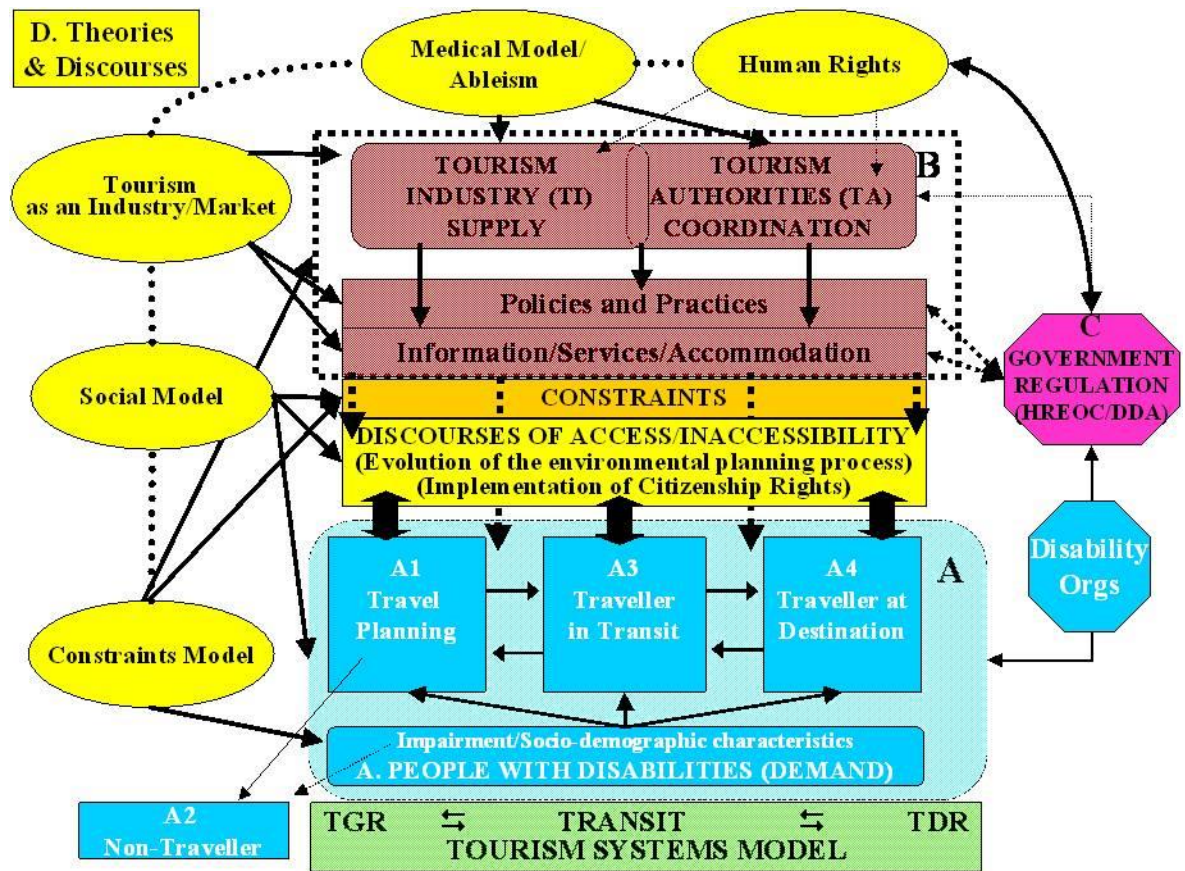 D. Theories
& Discourses
Medical Model/
Ableism
Human Rights
Tourism
as an Industry/Market
TOURISM
INDUSTRY (TI)
SUPPLY
TOURISM
AUTHORITIES (TA)
COORDINATION
B
Policies and Practices
Information/Services/Accommodation
C
GOVERNMENT
REGULATION
(HREOC/DDA)
Social Model
CONSTRAINTS
DISCOURSES OF ACCESS/INACCESSIBILITY
(Evolution of the environmental planning process)
(Implementation of Citizenship Rights)
Constraints Model
A1
Travel
Planning
A3
Traveller
in Transit
A4
Traveller at
Destination
A
Disability
Orgs
Impairment/Socio-demographic characteristics
A. PEOPLE WITH DISABILITIES (DEMAND)
A2
Non-Traveller
TGR ⇆ TRANSIT ⇆ TDR
TOURISM SYSTEMS MODEL